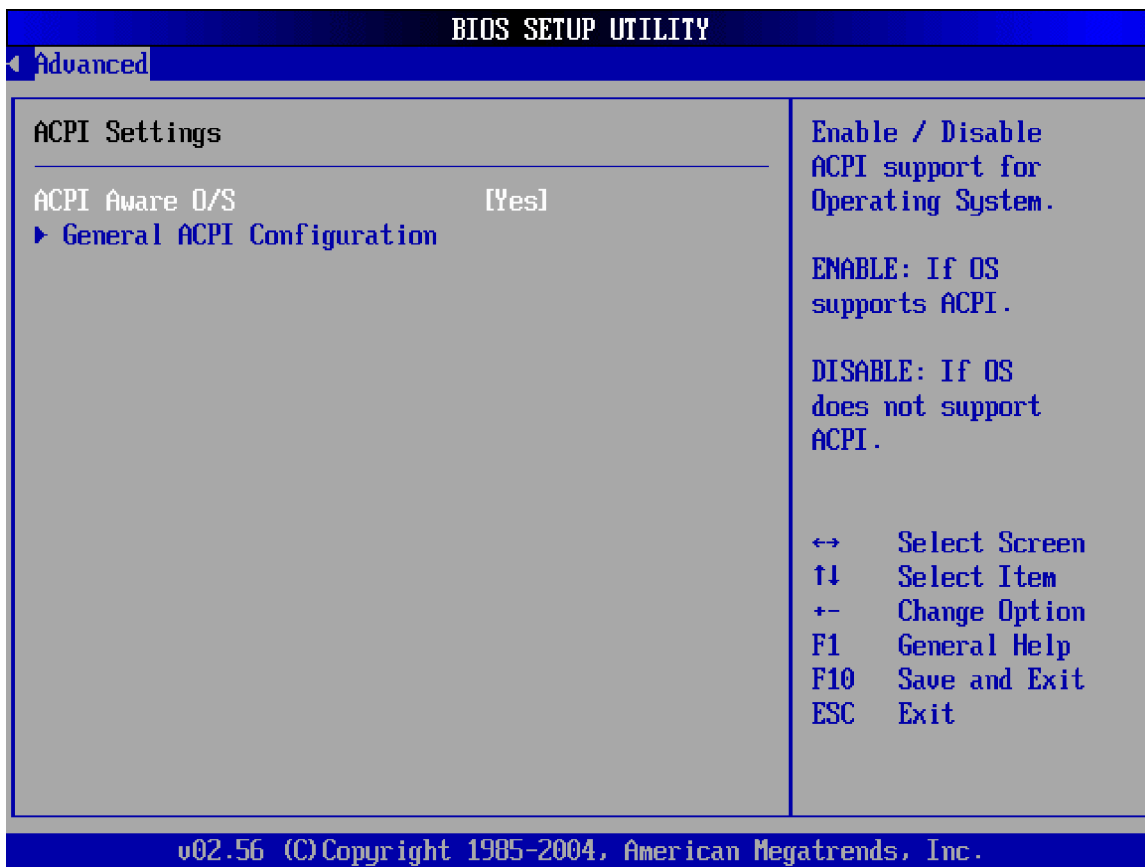 BIOS SETUP UTILITY
Advanced
ACPI Settings
ACPI Aware O/S [Yes]
General ACPI Configuration
Enable / Disable
ACPI support for
Operating System.
ENABLE: If OS
supports ACPI.
DISABLE: If OS
does not support
ACPI.
←→ Select Screen
↑↓ Select Item
+- Change Option
F1 General Help
F10 Save and Exit
ESC Exit
v02.56 (C)Copyright 1985-2004, American Megatrends, Inc.